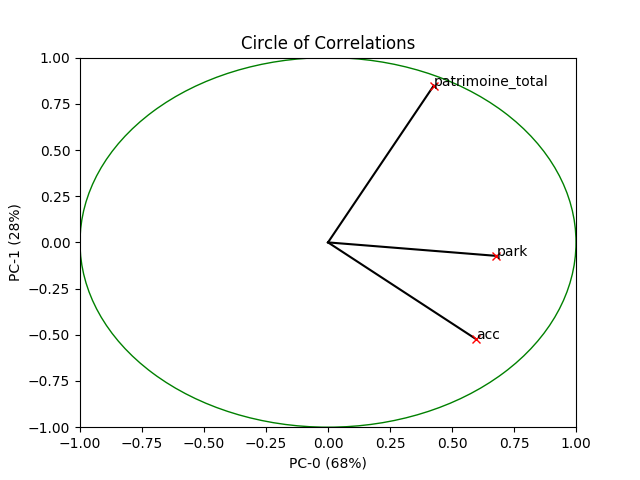 Circle of Correlations
1.00
0.75
0.50
0.25
0.00
−0.25
−0.50
−0.75
−1.00
PC-1 (28%)
patrimoine_total
park
acc
−1.00 −0.75 −0.50 −0.25 0.00 0.25 0.50 0.75 1.00
PC-0 (68%)